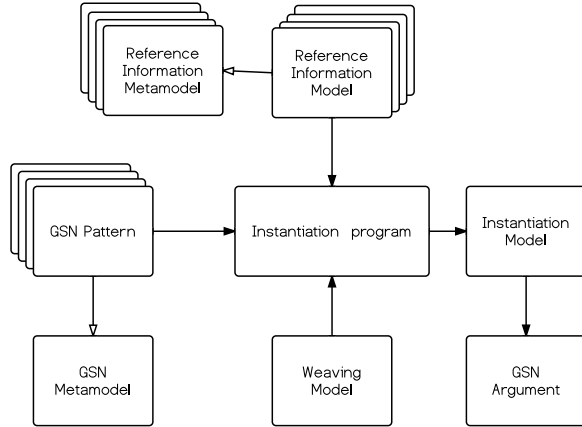 Reference
Information
Metamodel
Reference
Information
Model
GSN Pattern
Instantiation program
Instantiation
Model
GSN
Metamodel
Weaving
Model
GSN
Argument